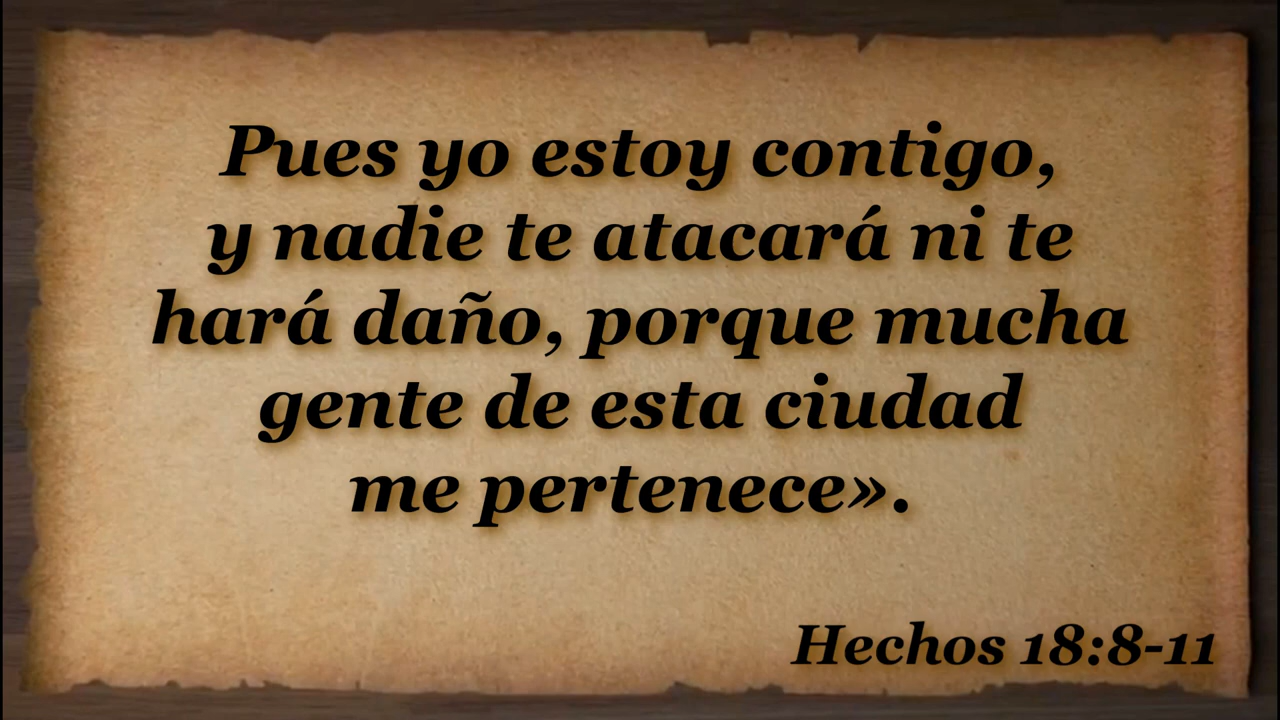 Pues yo estoy contigo,
y nadie te atacará ni te
hará daño, porque mucha
gente de esta ciudad
me pertenece».
Hechos 18:8-11